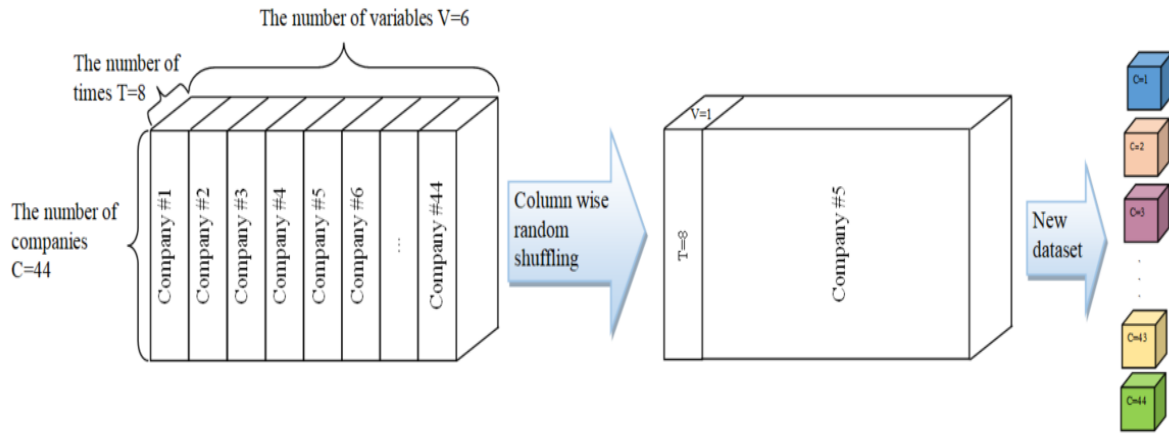 The number of variables V=6
The number of
times T=8
The number of
companies
C=44
Company #1
Company #2
Company #3
Company #4
Company #5
Company #6
...
Company #44
Column wise
random
shuffling
V=1
T=8
Company #5
New
dataset
C=1
C=2
C=3
. . . .
C=43
C=44